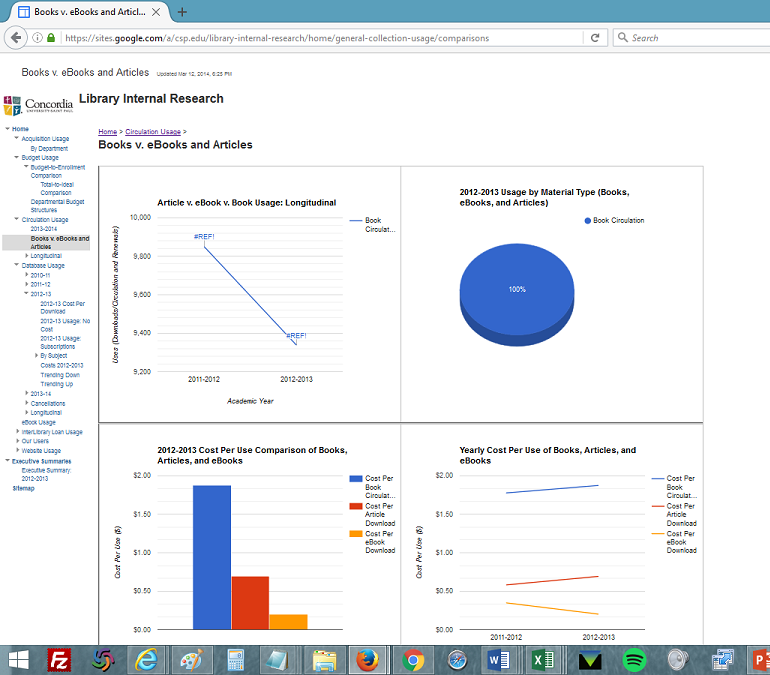 Books v. eBooks and Articl...
https://sites.google.com/a/csp.edu/library-internal-research/home/general-collection-usage/comparisons
Search
Books v. eBooks and Articles Updated Mar 12, 2014, 6:25 PM
Concordia
UNIVERSITY·SAINT PAUL
Library Internal Research
Home
Acquisition Usage
By Department
Budget Usage
Budget-to-Enrollment
Comparison
Total-to-Ideal
Comparison
Departmental Budget
Structures
Circulation Usage
2013-2014
Books v. eBooks and
Articles
Longitudinal
Database Usage
2010-11
2011-12
2012-13
2012-13 Cost Per
Download
2012-13 Usage: No
Cost
2012-13 Usage:
Subscriptions
By Subject
Costs 2012-2013
Trending Down
Trending Up
2013-14
Cancellations
Longitudinal
eBook Usage
InterLibrary Loan Usage
Our Users
Website Usage
Executive Summaries
Executive Summary:
2012-2013
Sitemap
Home > Circulation Usage >
Books v. eBooks and Articles
Article v. eBook v. Book Usage: Longitudinal
10,000
9,800
9,600
9,400
9,200
Uses (Downloads/Circulation and Renewals)
#REF!
#REF!
2011-2012 2012-2013
Academic Year
Book
Circulat...
2012-2013 Usage by Material Type (Books,
eBooks, and Articles)
Book Circulation
100%
2012-2013 Cost Per Use Comparison of Books,
Articles, and eBooks
$2.00
$1.50
$1.00
$0.50
$0.00
Cost Per Use ($)
Cost Per
Book
Circulat...
Cost Per
Article
Download
Cost Per
eBook
Download
Yearly Cost Per Use of Books, Articles, and
eBooks
$2.00
$1.50
$1.00
$0.50
$0.00
Cost Per Use ($)
2011-2012 2012-2013
Cost Per
Book
Circulat...
Cost Per
Article
Download
Cost Per
eBook
Download